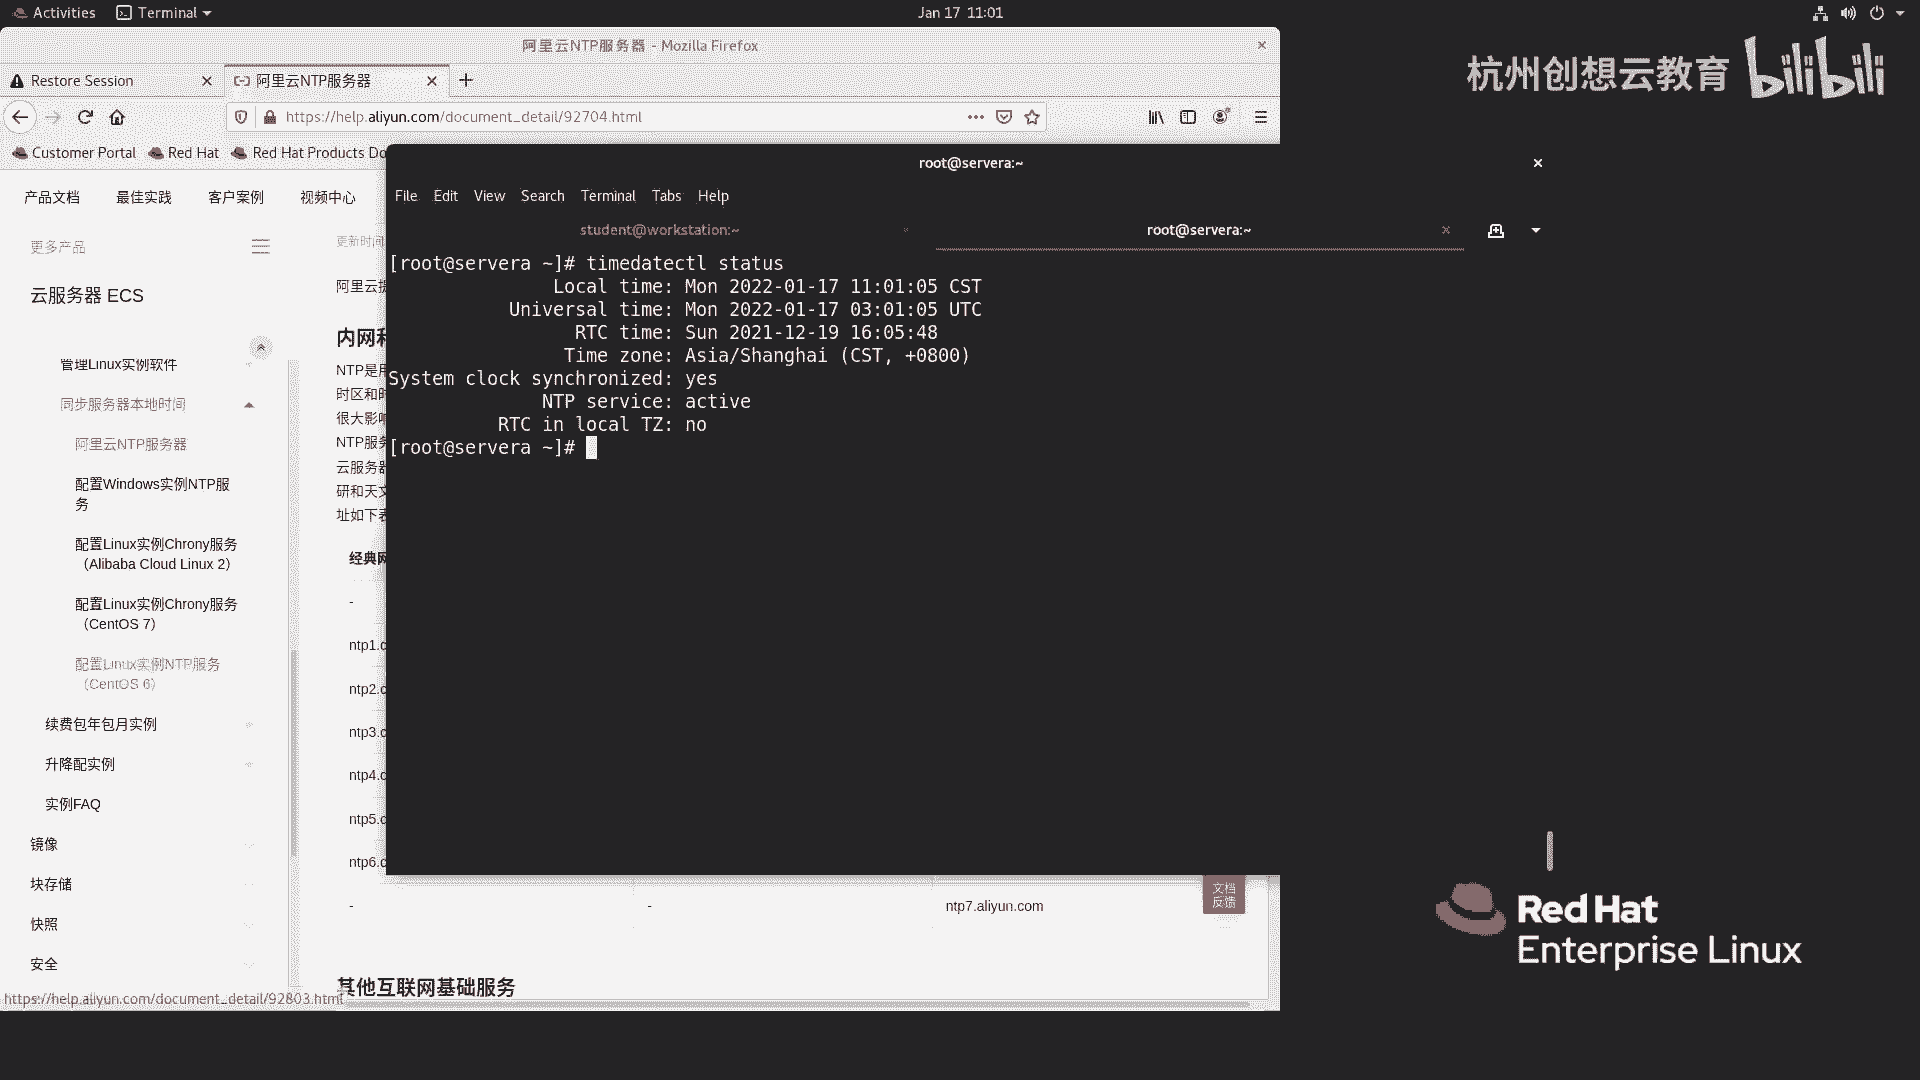 Activities
Terminal
Jan 17 11:01
阿里云NTP服务器 - Mozilla Firefox
Restore Session
阿里云NTP服务器
https://help.aliyun.com/document_detail/92704.html
Customer Portal
Red Hat
Red Hat Products Do
杭州创想云教育 bilibili
产品文档
最佳实践
客户案例
视频中心
更多产品
云服务器 ECS
管理Linux实例软件
同步服务器本地时间
阿里云NTP服务器
配置Windows实例NTP服
务
配置Linux实例Chrony服务
（Alibaba Cloud Linux 2）
配置Linux实例Chrony服务
（CentOS 7）
配置Linux实例NTP服务
（CentOS 6）
续费包年包月实例
升降配实例
实例FAQ
镜像
块存储
快照
安全
https://help.aliyun.com/document_detail/92803.html
更新时间
阿里云提
内网和
NTP是用
时区和时
很大影响
NTP服务
云服务器
研和天文
址如下表
经典网
-
ntp1.c
ntp2.c
ntp3.c
ntp4.c
ntp5.c
ntp6.c
- - ntp7.aliyun.com
文档
反馈
其他互联网基础服务
root@servera:~
File Edit View Search Terminal Tabs Help
student@workstation:~
root@servera:~
[root@servera ~]# timedatectl status
Local time: Mon 2022-01-17 11:01:05 CST
Universal time: Mon 2022-01-17 03:01:05 UTC
RTC time: Sun 2021-12-19 16:05:48
Time zone: Asia/Shanghai (CST, +0800)
System clock synchronized: yes
NTP service: active
RTC in local TZ: no
[root@servera ~]#
Red Hat
Enterprise Linux